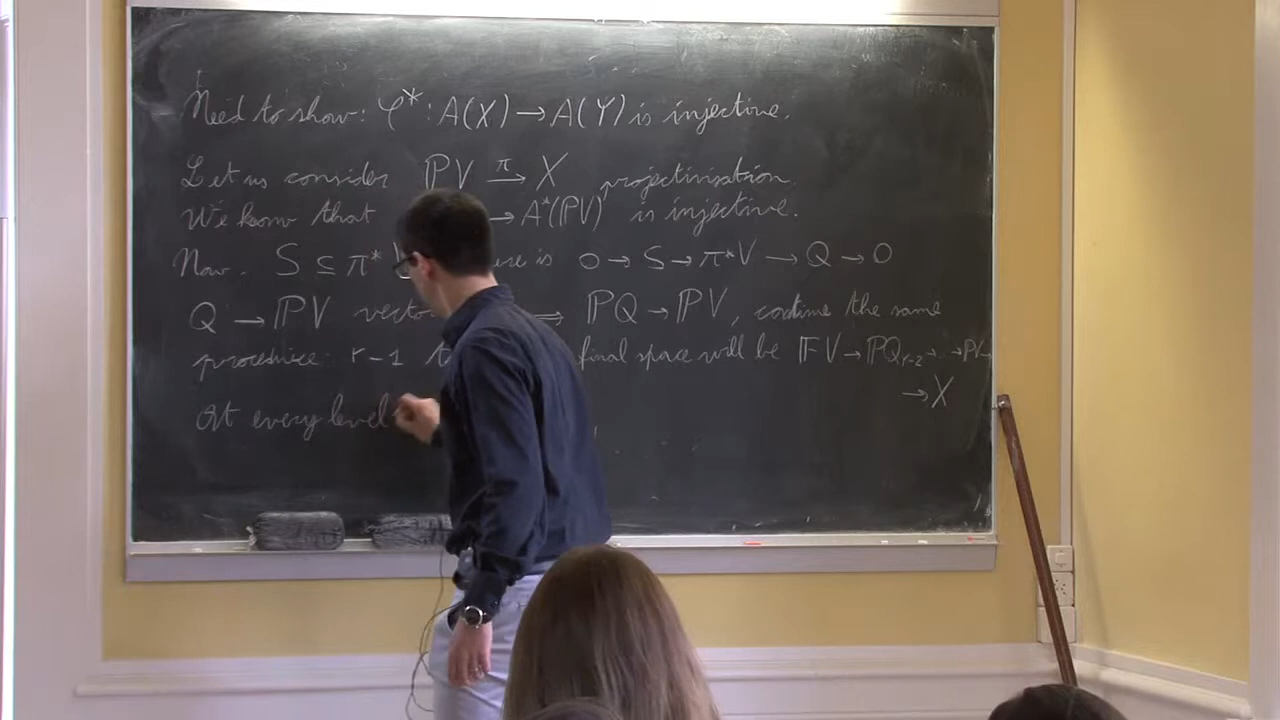 Need to show: φ*: A(X) → A(Y) is injective.
Let us consider ℙV →^π X projectivisation.
We know that → A*(ℙV) is injective.
Now. S ⊆ π* is 0 → S → π*V → Q → 0
Q → ℙV ⇒ ℙQ → ℙV, continue the same
procedure: r-1 final space will be 𝔽V → ℙQ_{r-2} → ... → ℙV →
→ X
At every level